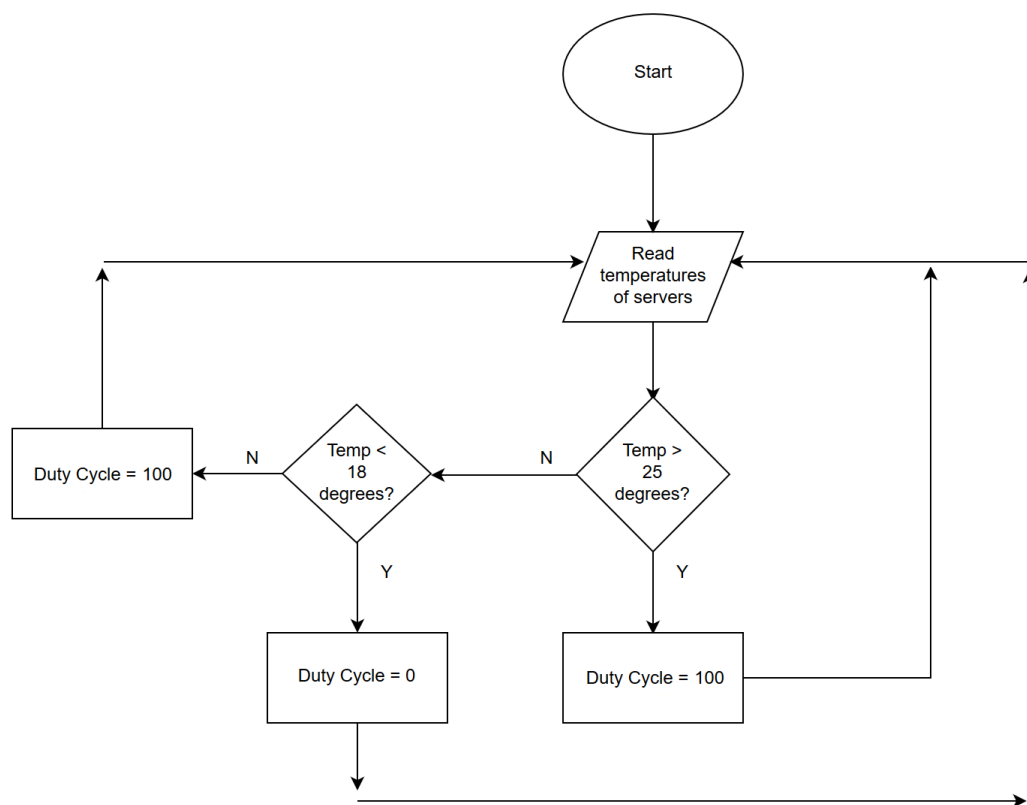 Start
Read
temperatures
of servers
Temp >
25
degrees?
N
Y
Temp <
18
degrees?
N
Y
Duty Cycle = 100
Duty Cycle = 0
Duty Cycle = 100